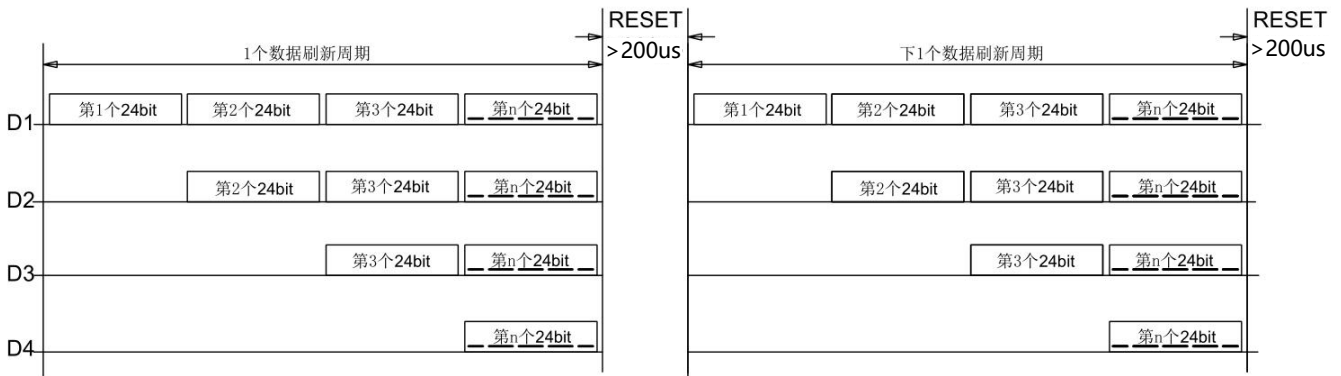 RESET
>200us
RESET
>200us
1个数据刷新周期
下1个数据刷新周期
D1
第1个24bit
第2个24bit
第3个24bit
第n个24bit
第1个24bit
第2个24bit
第3个24bit
第n个24bit
D2
第2个24bit
第3个24bit
第n个24bit
第2个24bit
第3个24bit
第n个24bit
D3
第3个24bit
第n个24bit
第3个24bit
第n个24bit
D4
第n个24bit
第n个24bit